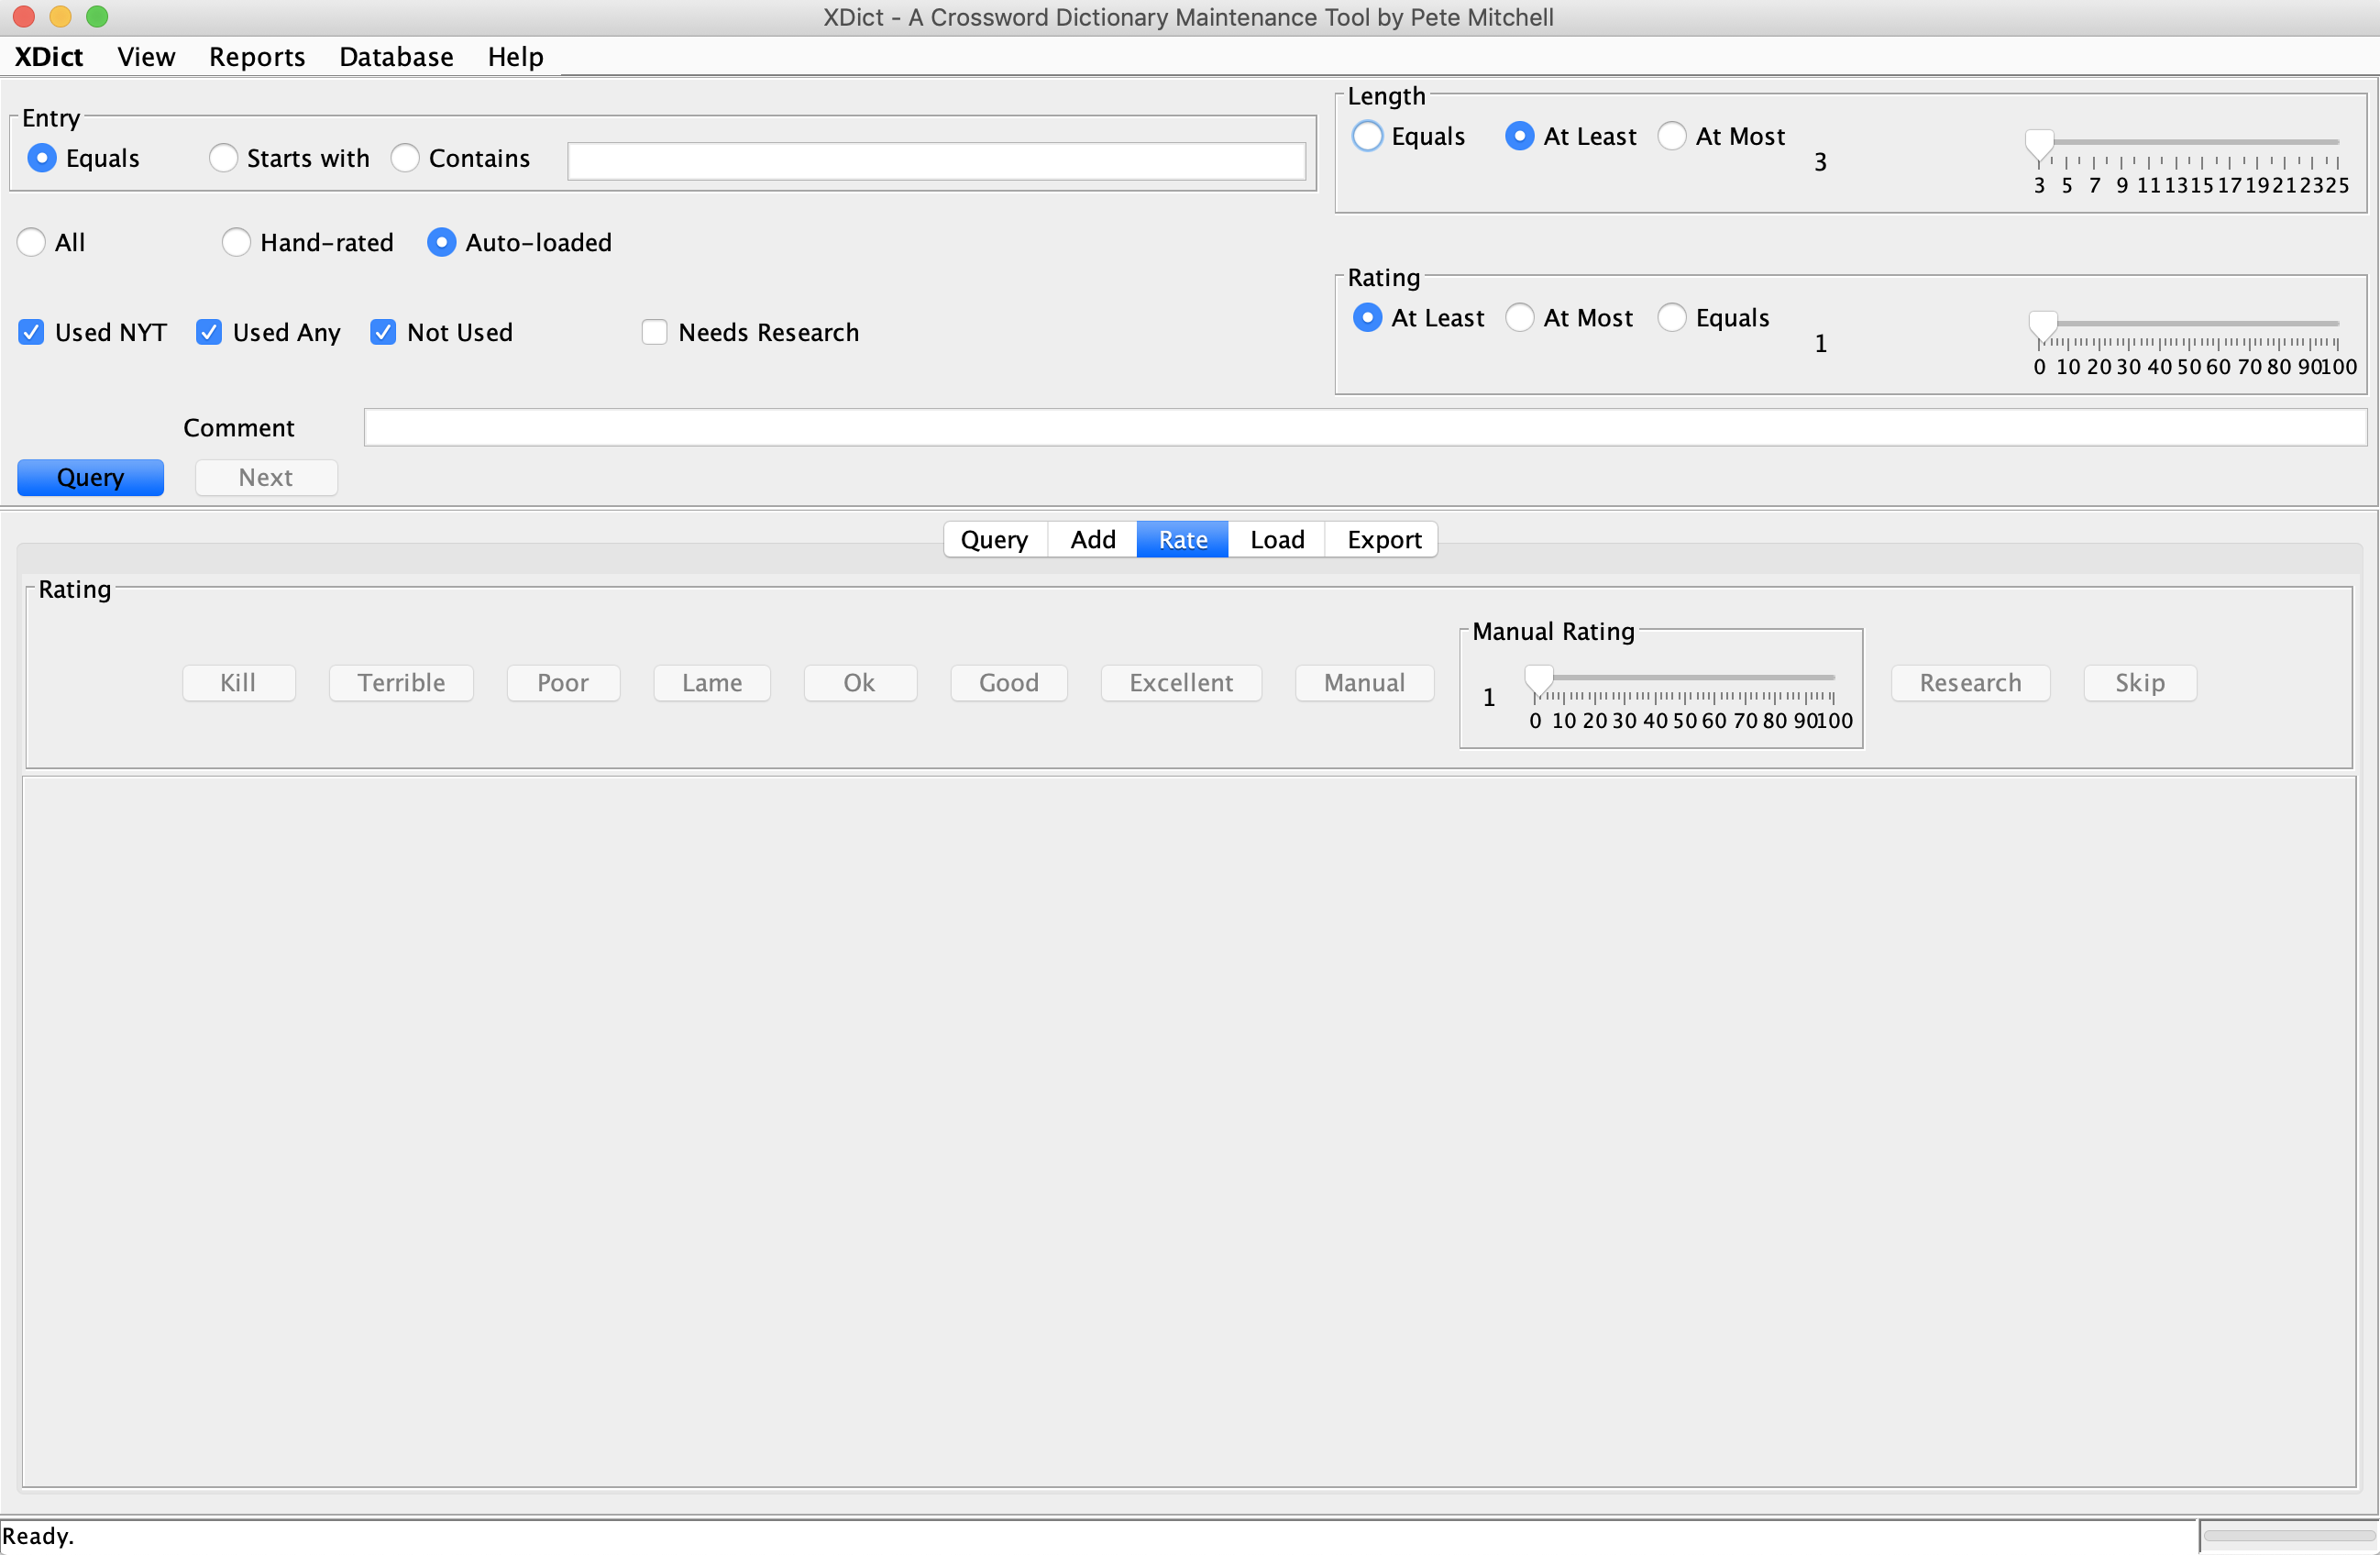 XDict - A Crossword Dictionary Maintenance Tool by Pete Mitchell
XDict View Reports Database Help
Entry
Equals Starts with Contains
Length
Equals At Least At Most
3
3 5 7 9 11 13 15 17 19 21 23 25
All Hand-rated Auto-loaded
Rating
At Least At Most Equals
1
0 10 20 30 40 50 60 70 80 90 100
Used NYT Used Any Not Used Needs Research
Comment
Query Next
Query Add Rate Load Export
Rating
Kill Terrible Poor Lame Ok Good Excellent Manual
Manual Rating
1
0 10 20 30 40 50 60 70 80 90 100
Research Skip
Ready.